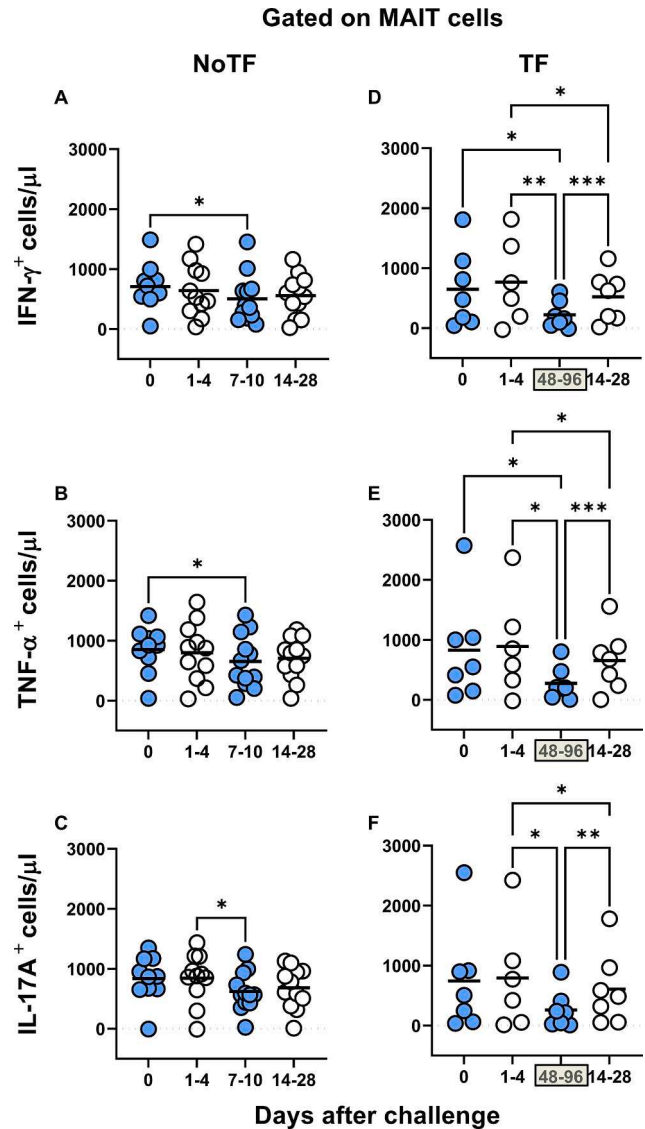 Gated on MAIT cells
NoTF
TF
A
IFN-γ+ cells/µl
3000
2000
1000
0
*
0 1-4 7-10 14-28
D
3000
2000
1000
0
*
*
** ***
0 1-4 48-96 14-28
B
TNF-α+ cells/µl
3000
2000
1000
0
*
0 1-4 7-10 14-28
E
3000
2000
1000
0
*
*
* ***
0 1-4 48-96 14-28
C
IL-17A+ cells/µl
3000
2000
1000
0
*
0 1-4 7-10 14-28
F
3000
2000
1000
0
*
* **
0 1-4 48-96 14-28
Days after challenge